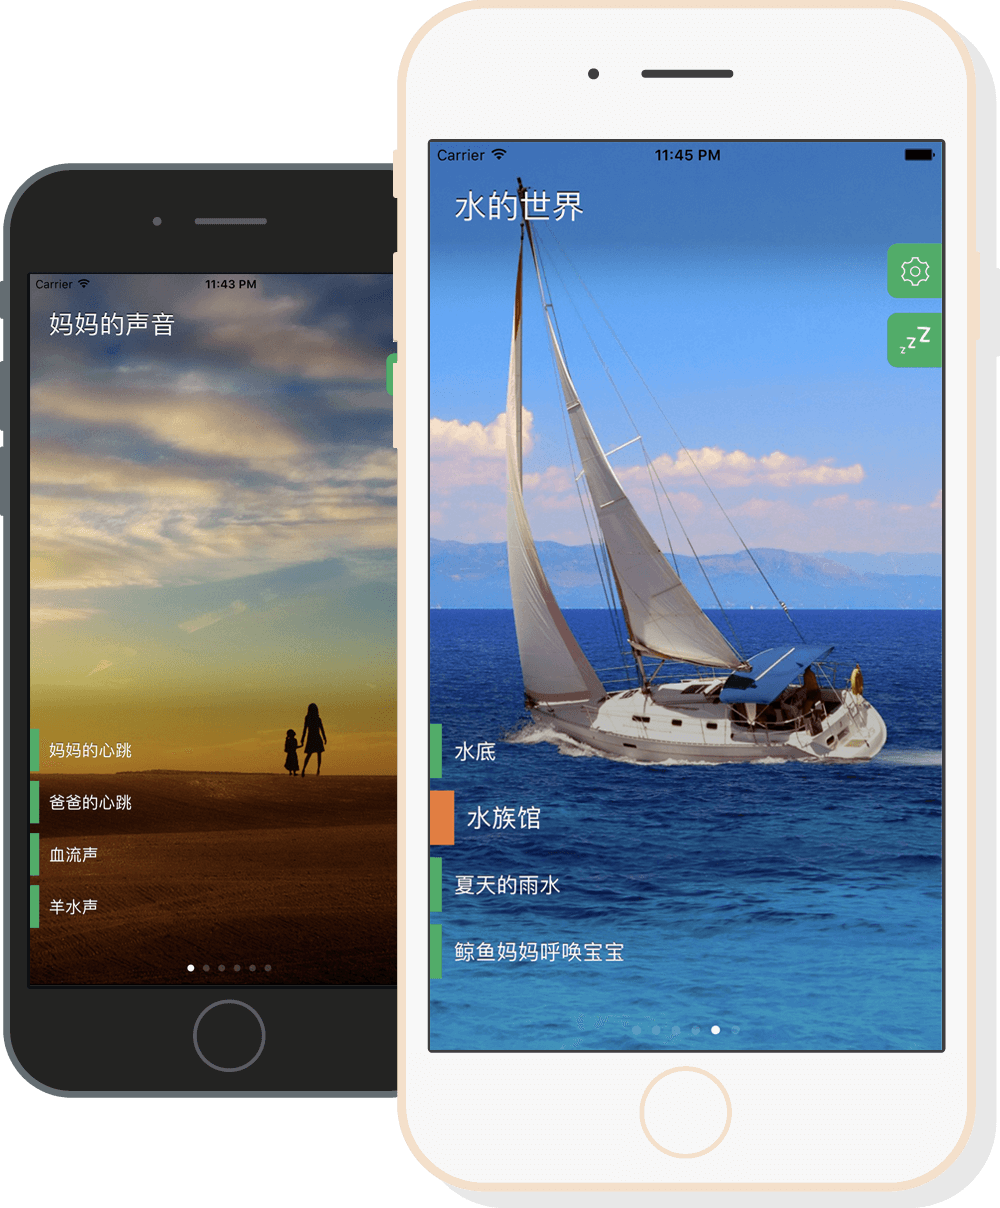 Carrier
11:43 PM
妈妈的声音
妈妈的心跳
爸爸的心跳
血流声
羊水声
Carrier
11:45 PM
水的世界
zzZ
水底
水族馆
夏天的雨水
鲸鱼妈妈呼唤宝宝